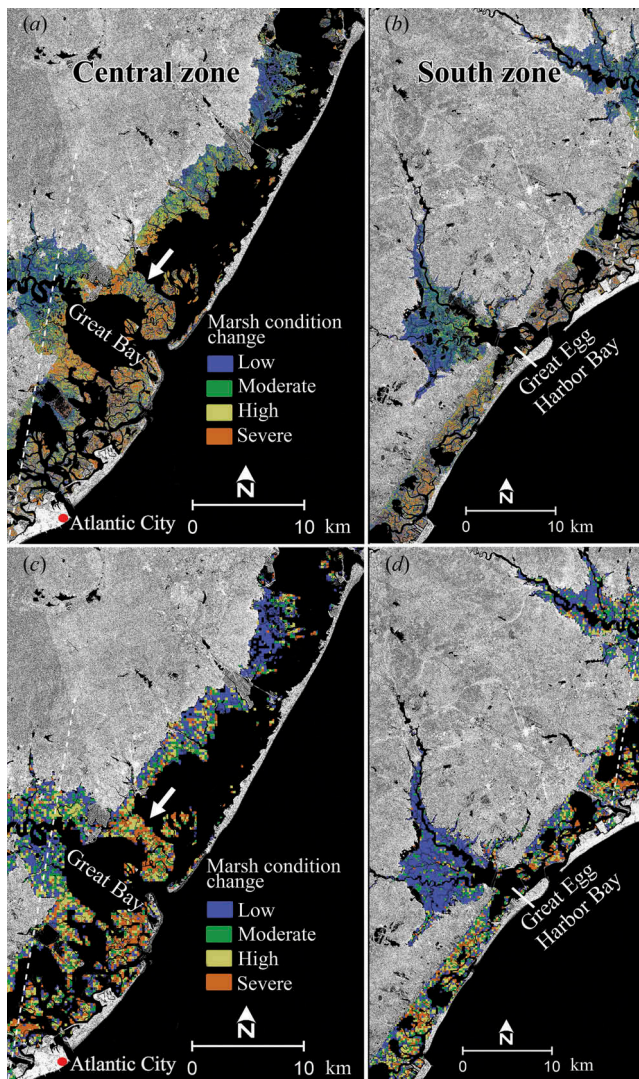 (a)
Central zone
Great Bay
Marsh condition
change
Low
Moderate
High
Severe
N
0 10 km
Atlantic City
(b)
South zone
Great Egg
Harbor Bay
N
0 10 km
(c)
Great Bay
Marsh condition
change
Low
Moderate
High
Severe
N
0 10 km
Atlantic City
(d)
Great Egg
Harbor Bay
N
0 10 km